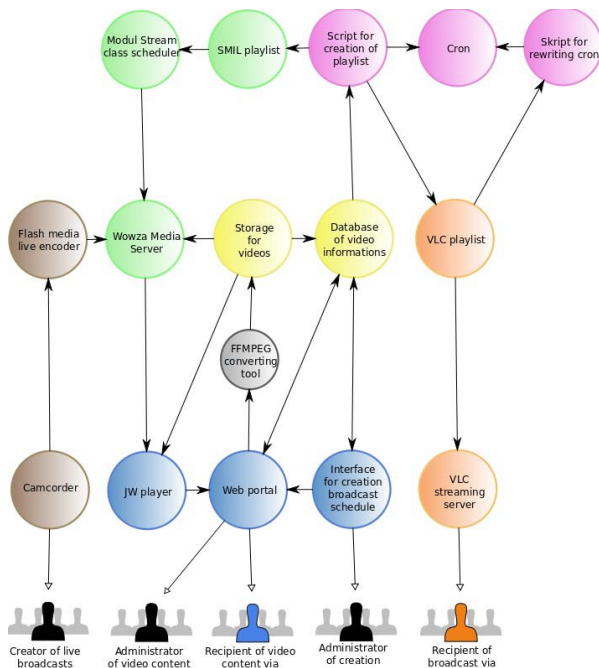 Modul Stream
class scheduler
SMIL playlist
Script for
creation of
playlist
Cron
Skript for
rewriting cron
Flash media
live encoder
Wowza Media
Server
Storage
for
videos
Database
of video
informations
VLC playlist
FFMPEG
converting
tool
Camcorder
JW player
Web portal
Interface
for creation
broadcast
schedule
VLC
streaming
server
Creator of live
broadcasts
Administrator
of video content
Recipient of video
content via
Administrator
of creation
Recipient of
broadcast via